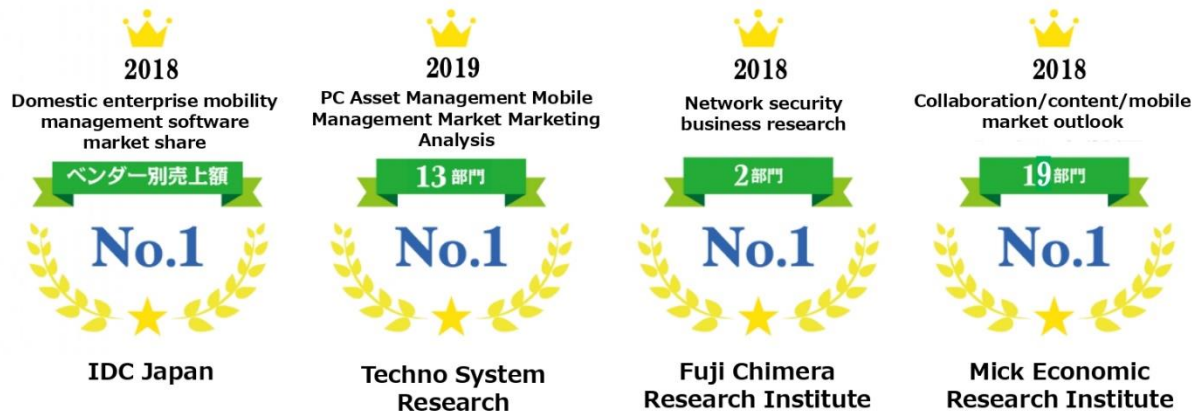 2018
Domestic enterprise mobility
management software
market share
ベンダー別売上額
No.1
IDC Japan
2019
PC Asset Management Mobile
Management Market Marketing
Analysis
13部門
No.1
Techno System
Research
2018
Network security
business research
2部門
No.1
Fuji Chimera
Research Institute
2018
Collaboration/content/mobile
market outlook
19部門
No.1
Mick Economic
Research Institute